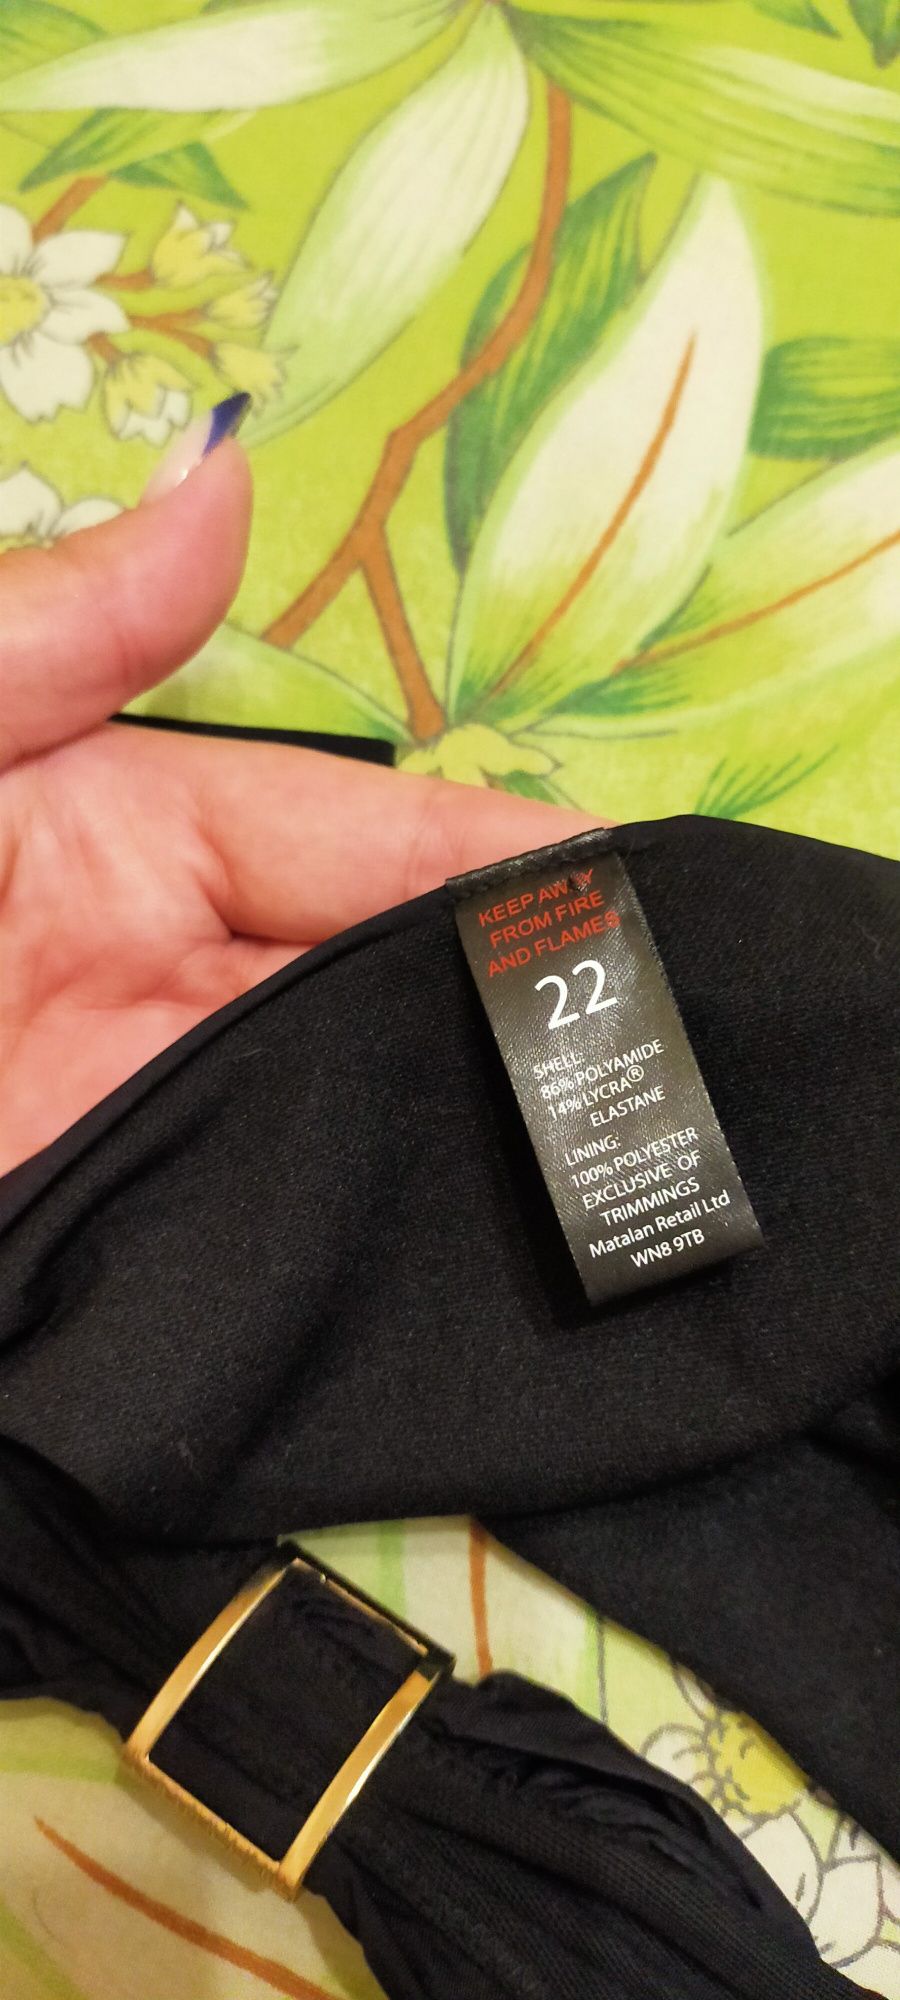 KEEP AWAY
FROM FIRE
AND FLAMES
22
SHELL:
86% POLYAMIDE
14% LYCRA®
ELASTANE
LINING:
100% POLYESTER
EXCLUSIVE OF
TRIMMINGS
Matalan Retail Ltd
WN8 9TB